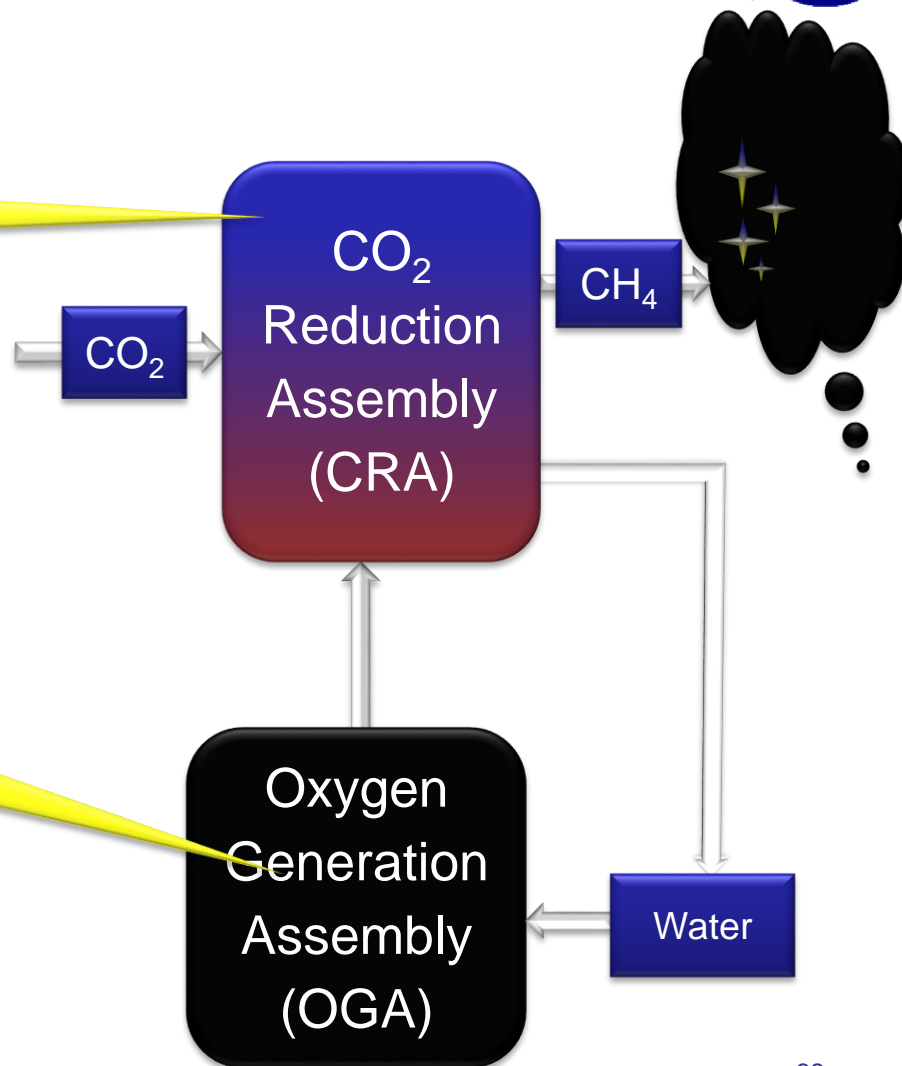 CO₂
Reduction
Assembly
(CRA)
CH₄
CO₂
Oxygen
Generation
Assembly
(OGA)
Water